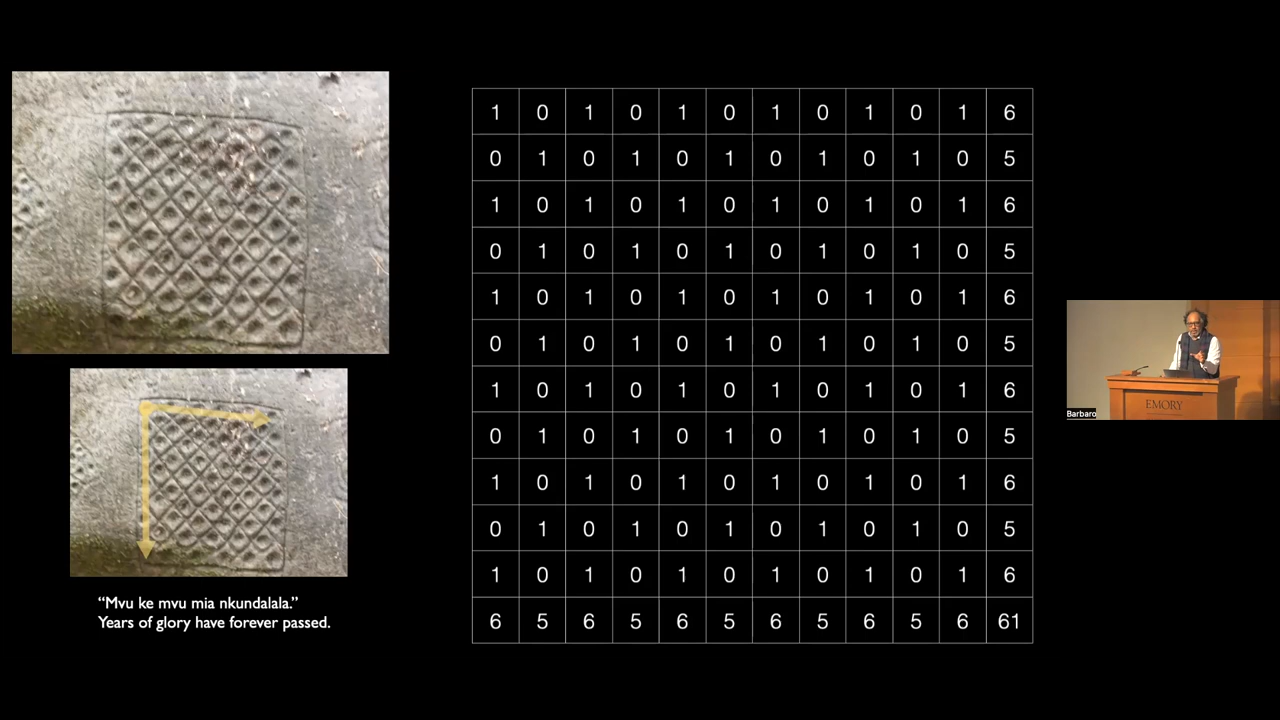 1 0 1 0 1 0 1 0 1 0 1 6
0 1 0 1 0 1 0 1 0 1 0 5
1 0 1 0 1 0 1 0 1 0 1 6
0 1 0 1 0 1 0 1 0 1 0 5
1 0 1 0 1 0 1 0 1 0 1 6
0 1 0 1 0 1 0 1 0 1 0 5
1 0 1 0 1 0 1 0 1 0 1 6
0 1 0 1 0 1 0 1 0 1 0 5
1 0 1 0 1 0 1 0 1 0 1 6
0 1 0 1 0 1 0 1 0 1 0 5
1 0 1 0 1 0 1 0 1 0 1 6
6 5 6 5 6 5 6 5 6 5 6 61
“Mvu ke mvu mia nkundalala.”
Years of glory have forever passed.
EMORY
Barbaro